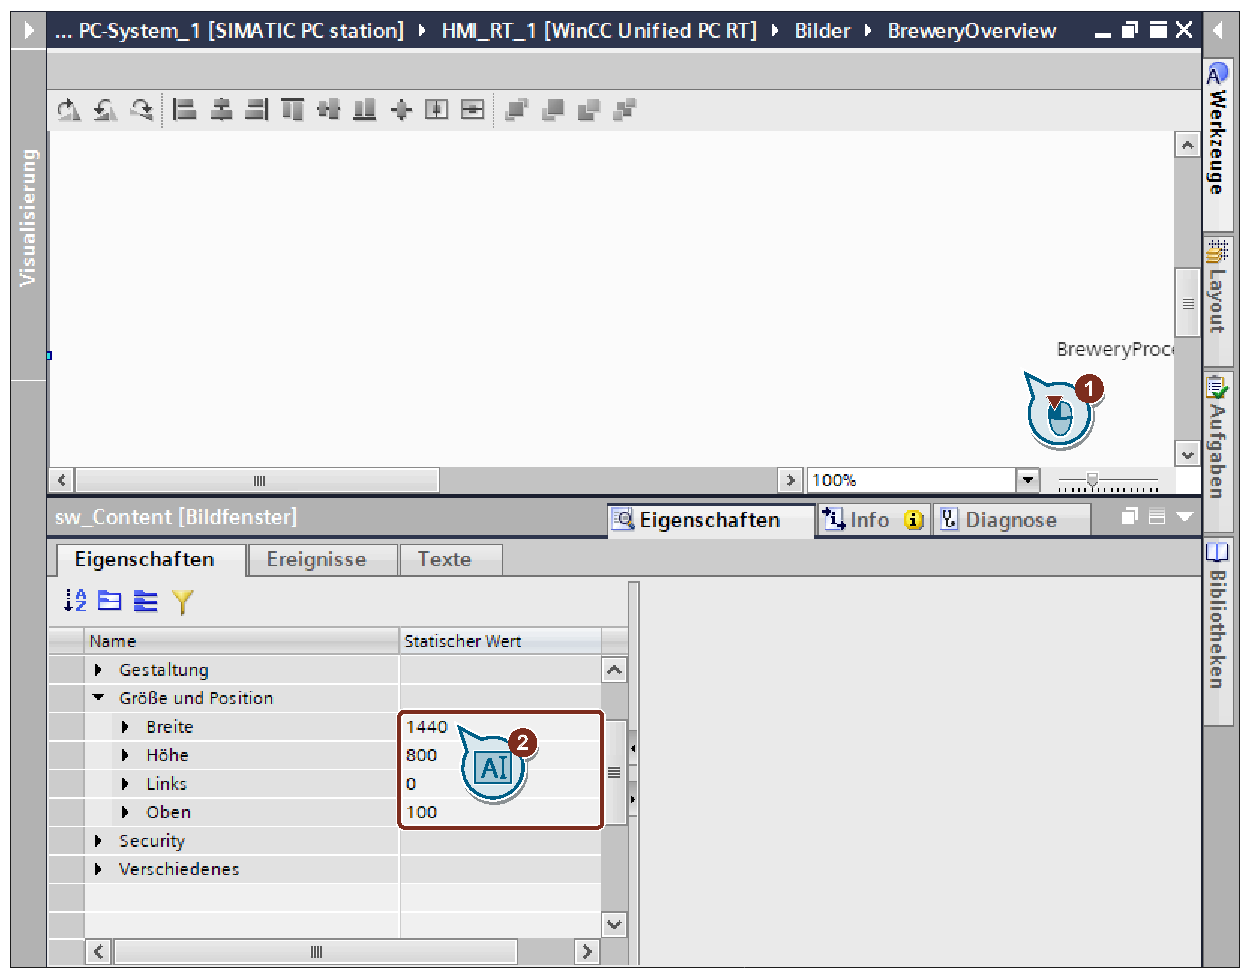 ... PC-System_1 [SIMATIC PC station] ▸ HMI_RT_1 [WinCC Unified PC RT] ▸ Bilder ▸ BreweryOverview
Visualisierung
BreweryProce
1
100%
sw_Content [Bildfenster]
Eigenschaften
Info
Diagnose
Eigenschaften
Ereignisse
Texte
Name
Statischer Wert
Gestaltung
Größe und Position
Breite 1440
2
AI
Höhe 800
Links 0
Oben 100
Security
Verschiedenes
Werkzeuge
Layout
Aufgaben
Bibliotheken